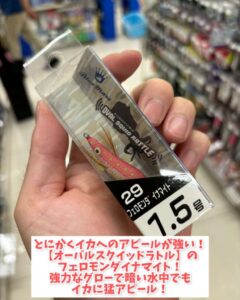 OVAL SQUID RATTLE
29
フェロモンダイナマイト
1.5号
とにかくイカへのアピールが強い！
【オーバルスクイッドラトル】の
フェロモンダイナマイト！
強力なグローで暗い水中でも
イカに猛アピール！